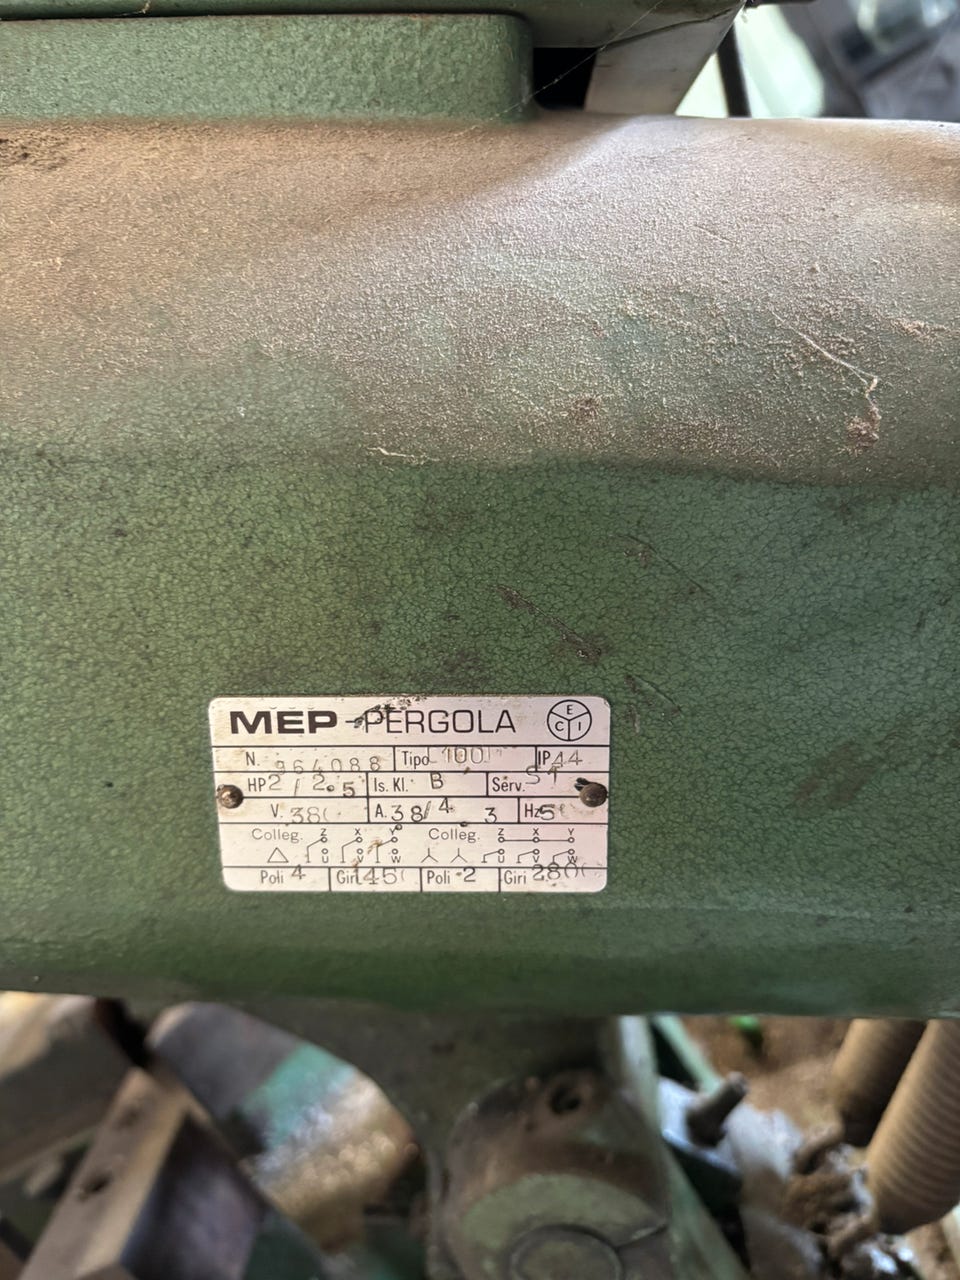 MEP-PERGOLA
E C I
N. 964088 Tipo 100 IP44
HP 2/2.5 Is. Kl. B Serv. S1
V. 380 A. 3 8/4 3 Hz 50
Colleg. Z X Y Colleg. Z X Y
△ U V W U V W
Poli 4 Giri 1450 Poli 2 Giri 2800